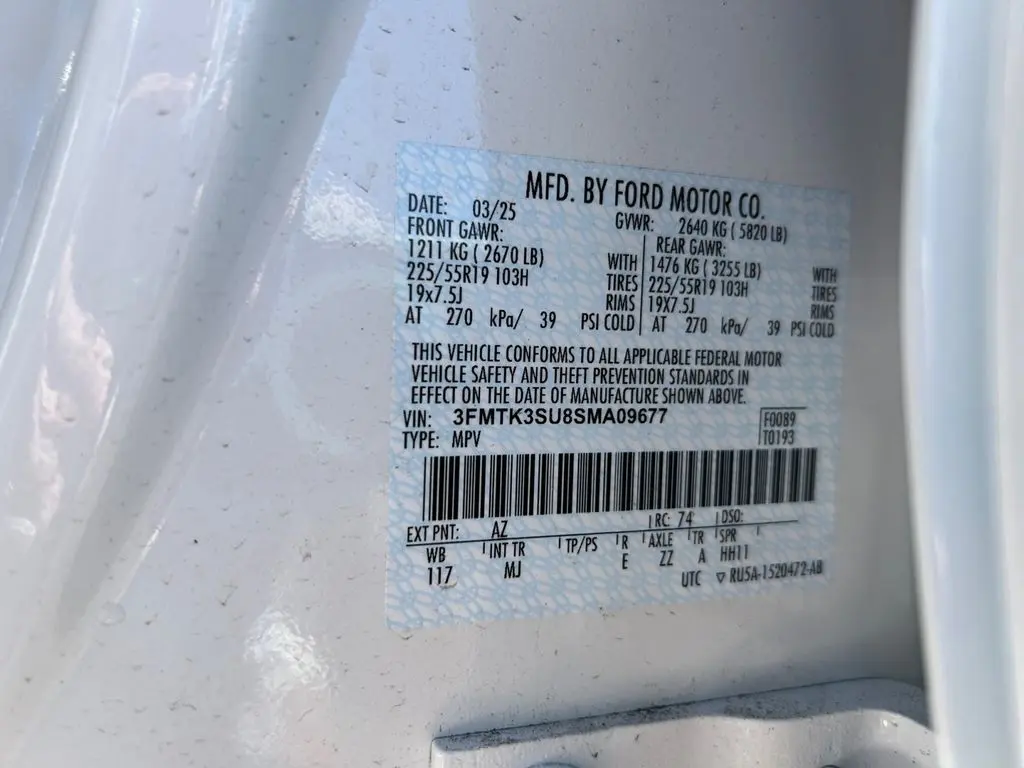 MFD. BY FORD MOTOR CO.
DATE: 03/25 GVWR: 2640 KG ( 5820 LB)
FRONT GAWR: REAR GAWR:
1211 KG ( 2670 LB) WITH 1476 KG ( 3255 LB) WITH
225/55R19 103H TIRES 225/55R19 103H TIRES
19x7.5J RIMS 19X7.5J RIMS
AT 270 kPa/ 39 PSI COLD AT 270 kPa/ 39 PSI COLD
THIS VEHICLE CONFORMS TO ALL APPLICABLE FEDERAL MOTOR
VEHICLE SAFETY AND THEFT PREVENTION STANDARDS IN
EFFECT ON THE DATE OF MANUFACTURE SHOWN ABOVE.
VIN: 3FMTK3SU8SMA09677 F0089
TYPE: MPV T0193
EXT PNT: AZ RC: 74 DSO:
WB INT TR TP/PS R AXLE TR SPR
117 MJ E ZZ A HH11
UTC RU5A-1520472-AB